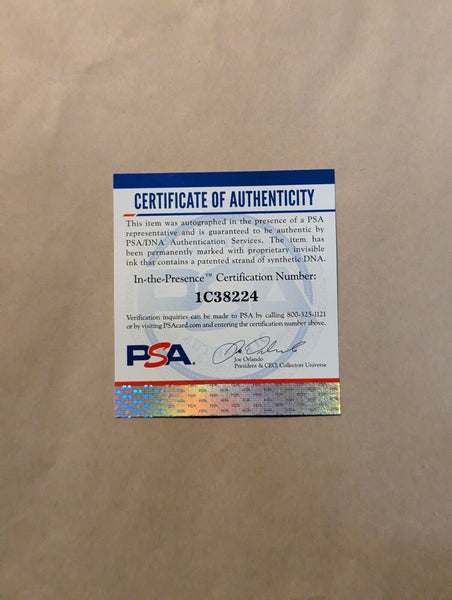 CERTIFICATE OF AUTHENTICITY
This item was autographed in the presence of a PSA
representative and is guaranteed to be authentic by
PSA/DNA Authentication Services. The item has
been permanently marked with proprietary invisible
ink that contains a patented strand of synthetic DNA.
In-the-Presence™ Certification Number:
1C38224
Verification inquiries can be made to PSA by calling 800-325-1121
or by visiting PSAcard.com and entering the certification number above.
PSA
Joe Orlando
President & CEO, Collectors Universe